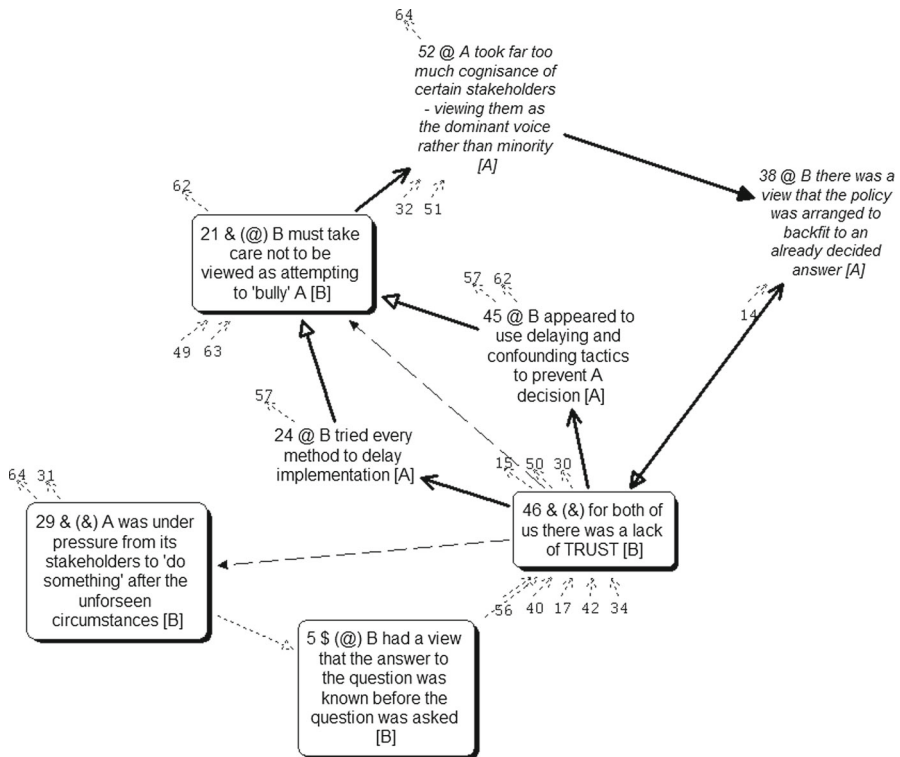 64
52 @ A took far too
much cognisance of
certain stakeholders
- viewing them as
the dominant voice
rather than minority
[A]
32 51
38 @ B there was a
view that the policy
was arranged to
backfit to an
already decided
answer [A]
14
62
21 & (@) B must take
care not to be
viewed as attempting
to 'bully' A [B]
49 63
57 62
45 @ B appeared to
use delaying and
confounding tactics
to prevent A
decision [A]
57
24 @ B tried every
method to delay
implementation [A]
15 50 30
46 & (&) for both of
us there was a lack
of TRUST [B]
56 40 17 42 34
64 31
29 & (&) A was under
pressure from its
stakeholders to 'do
something' after the
unforseen
circumstances [B]
5 $ (@) B had a view
that the answer to
the question was
known before the
question was asked
[B]